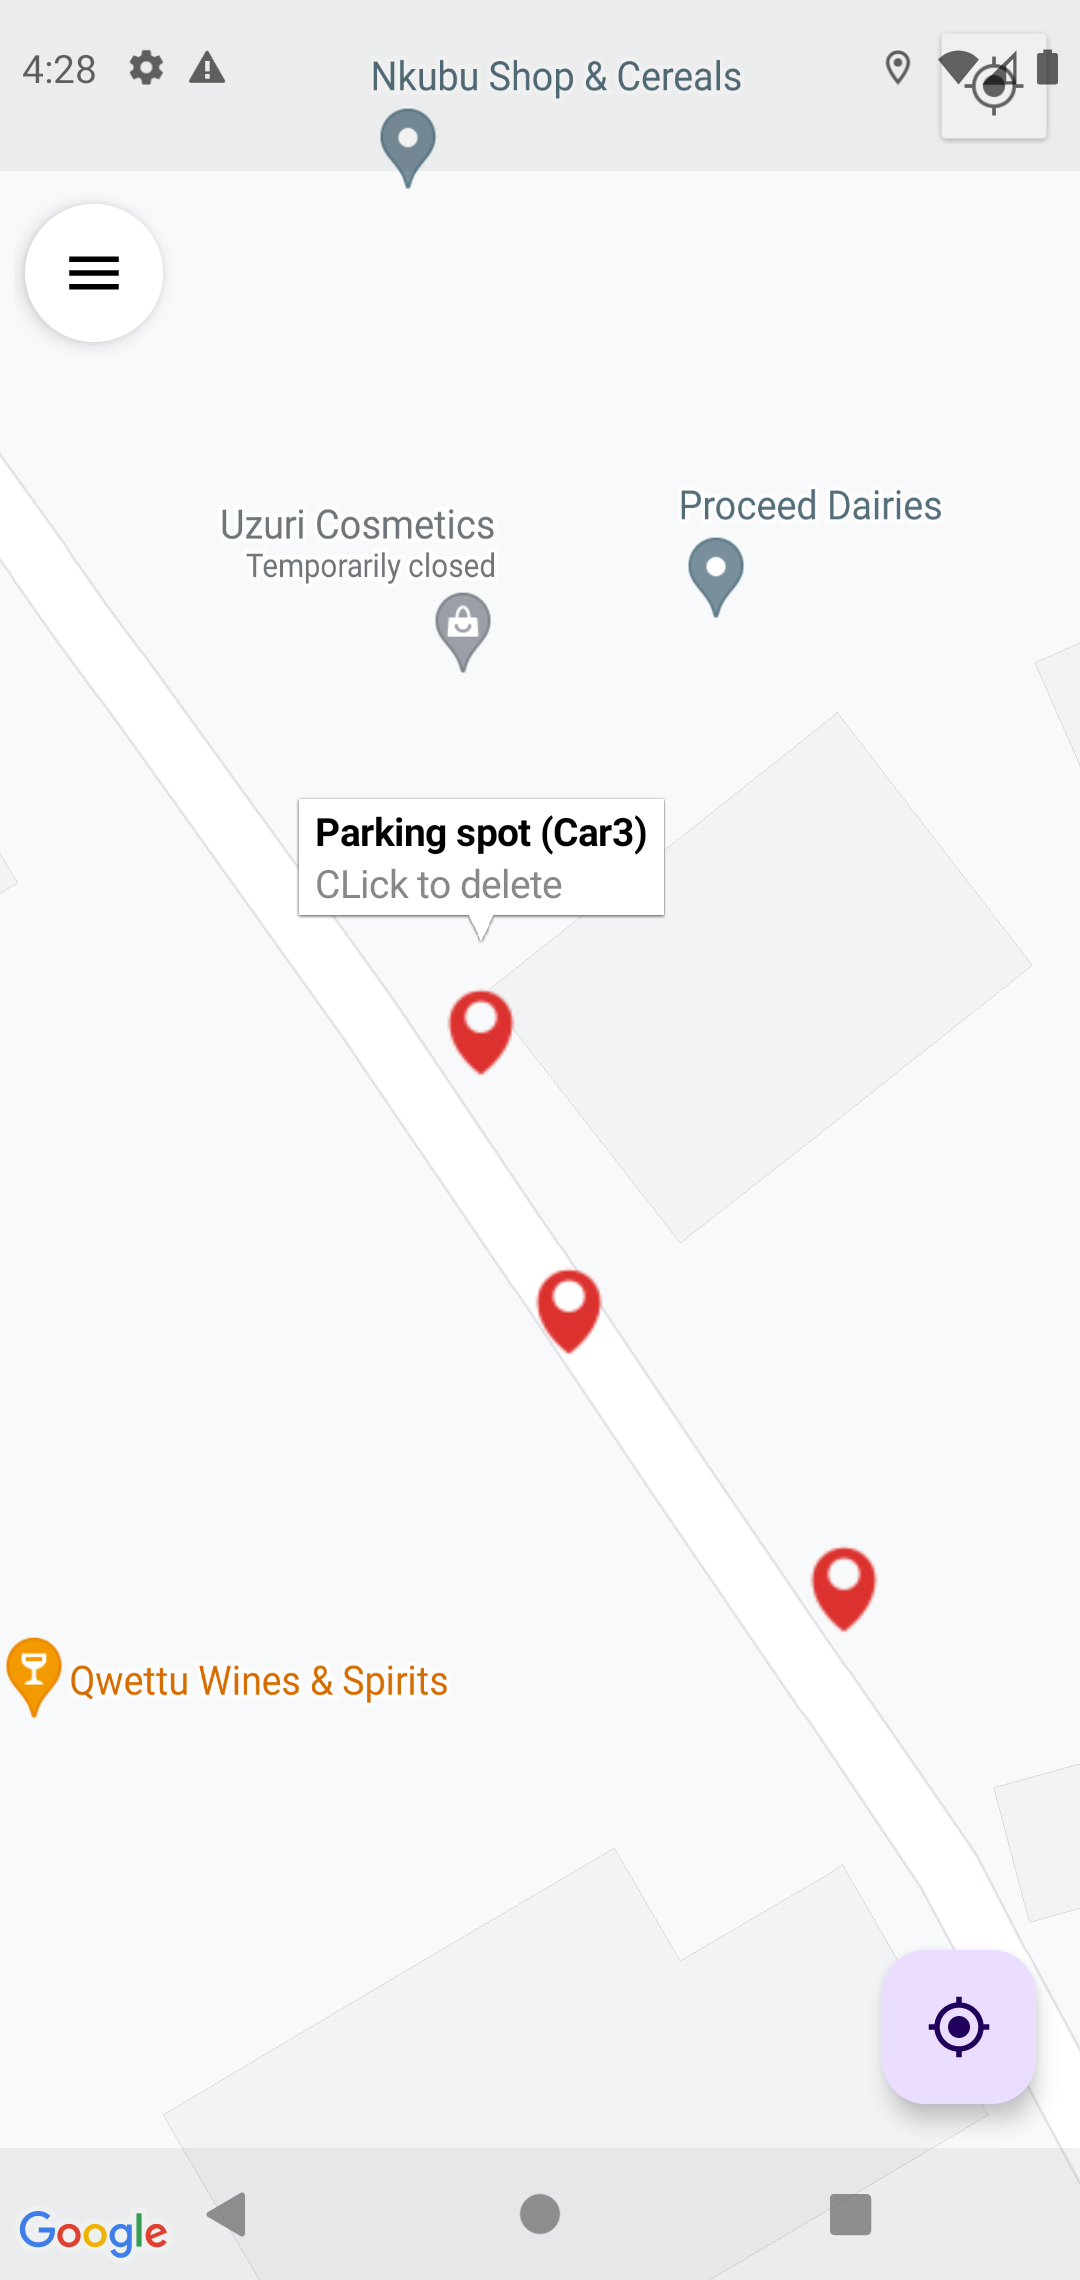 4:28
Nkubu Shop & Cereals
Uzuri Cosmetics
Temporarily closed
Proceed Dairies
Parking spot (Car3)
CLick to delete
Qwettu Wines & Spirits
Google